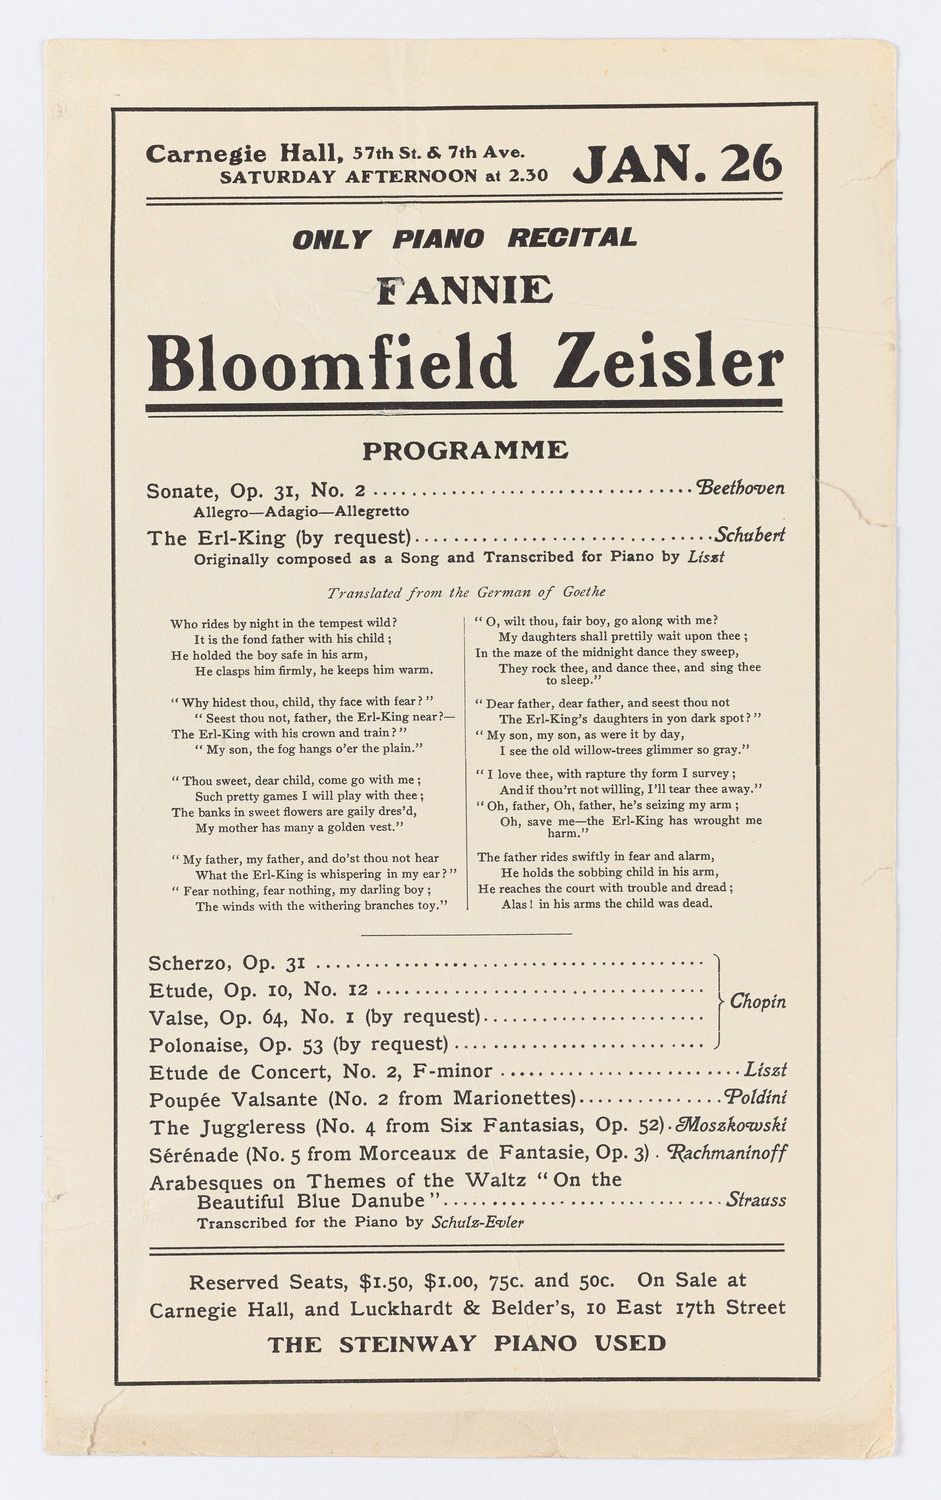 Carnegie Hall, 57th St. & 7th Ave.
SATURDAY AFTERNOON at 2.30
JAN. 26
ONLY PIANO RECITAL
FANNIE
Bloomfield Zeisler
PROGRAMME
Sonate, Op. 31, No. 2 ................................. Beethoven
Allegro—Adagio—Allegretto
The Erl-King (by request)............................... Schubert
Originally composed as a Song and Transcribed for Piano by Liszt
Translated from the German of Goethe
Who rides by night in the tempest wild?
It is the fond father with his child ;
He holds the boy safe in his arm,
He clasps him firmly, he keeps him warm.
“ Why hidest thou, child, thy face with fear? ”
“ Seest thou not, father, the Erl-King near?—
The Erl-King with his crown and train? ”
“ My son, the fog hangs o’er the plain.”
“ Thou sweet, dear child, come go with me ;
Such pretty games I will play with thee ;
The banks in sweet flowers are gaily dres’d,
My mother has many a golden vest.”
“ My father, my father, and do’st thou not hear
What the Erl-King is whispering in my ear? ”
“ Fear nothing, fear nothing, my darling boy ;
The winds with the withering branches toy.”
“ O, wilt thou, fair boy, go along with me?
My daughters shall prettily wait upon thee ;
In the maze of the midnight dance they sweep,
They rock thee, and dance thee, and sing thee
to sleep.”
“ Dear father, dear father, and seest thou not
The Erl-King’s daughters in yon dark spot? ”
“ My son, my son, as were it by day,
I see the old willow-trees glimmer so gray.”
“ I love thee, with rapture thy form I survey ;
And if thou’rt not willing, I’ll tear thee away.”
“ Oh, father, Oh, father, he’s seizing my arm ;
Oh, save me—the Erl-King has wrought me
harm.”
The father rides swiftly in fear and alarm,
He holds the sobbing child in his arm,
He reaches the court with trouble and dread ;
Alas ! in his arms the child was dead.
Scherzo, Op. 31 ........................................
Etude, Op. 10, No. 12 ..................................
Valse, Op. 64, No. 1 (by request).......................
Polonaise, Op. 53 (by request) ..........................
Chopin
Etude de Concert, No. 2, F-minor ......................... Liszt
Poupée Valsante (No. 2 from Marionettes)............... Poldini
The Juggleress (No. 4 from Six Fantasias, Op. 52) . Moszkowski
Sérénade (No. 5 from Morceaux de Fantasie, Op. 3) . Rachmaninoff
Arabesques on Themes of the Waltz “ On the
Beautiful Blue Danube ”............................. Strauss
Transcribed for the Piano by Schulz-Evler
Reserved Seats, $1.50, $1.00, 75c. and 50c. On Sale at
Carnegie Hall, and Luckhardt & Belder’s, 10 East 17th Street
THE STEINWAY PIANO USED